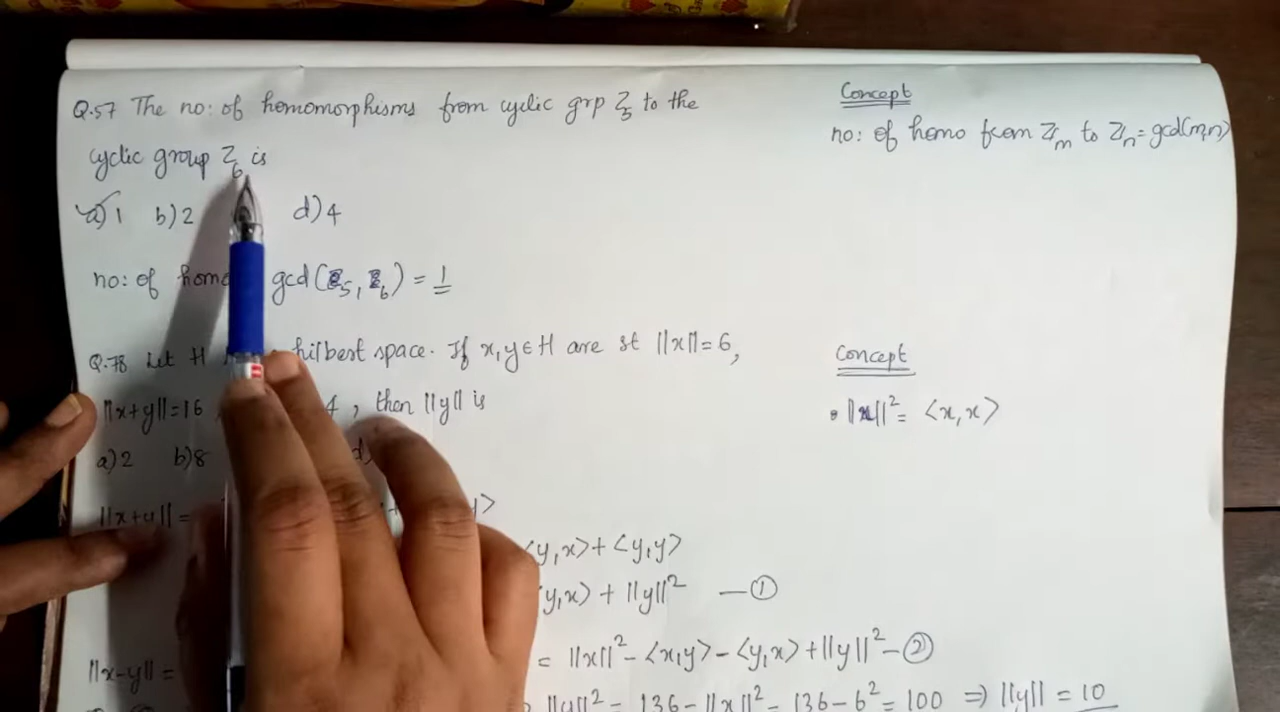 Q.57 The no: of homomorphisms from cyclic grp Z5 to the
cyclic group Z6 is
a) 1 b) 2 d) 4
no: of homo gcd(Z5, Z6) = 1
Concept
no: of homo from Zm to Zn = gcd(m,n)
Q.78 Let H hilbert space. If x,y ∈ H are st ||x|| = 6,
||x+y|| = 16 4, then ||y|| is
a) 2 b) 8
||x+y|| =
<y,x> + <y,y>
y,x> + ||y||² —①
||x-y|| = = ||x||² - <x,y> - <y,x> + ||y||² —②
||y||² = 136 - ||x||² = 136 - 6² = 100 ⇒ ||y|| = 10
Concept
• ||x||² = <x,x>